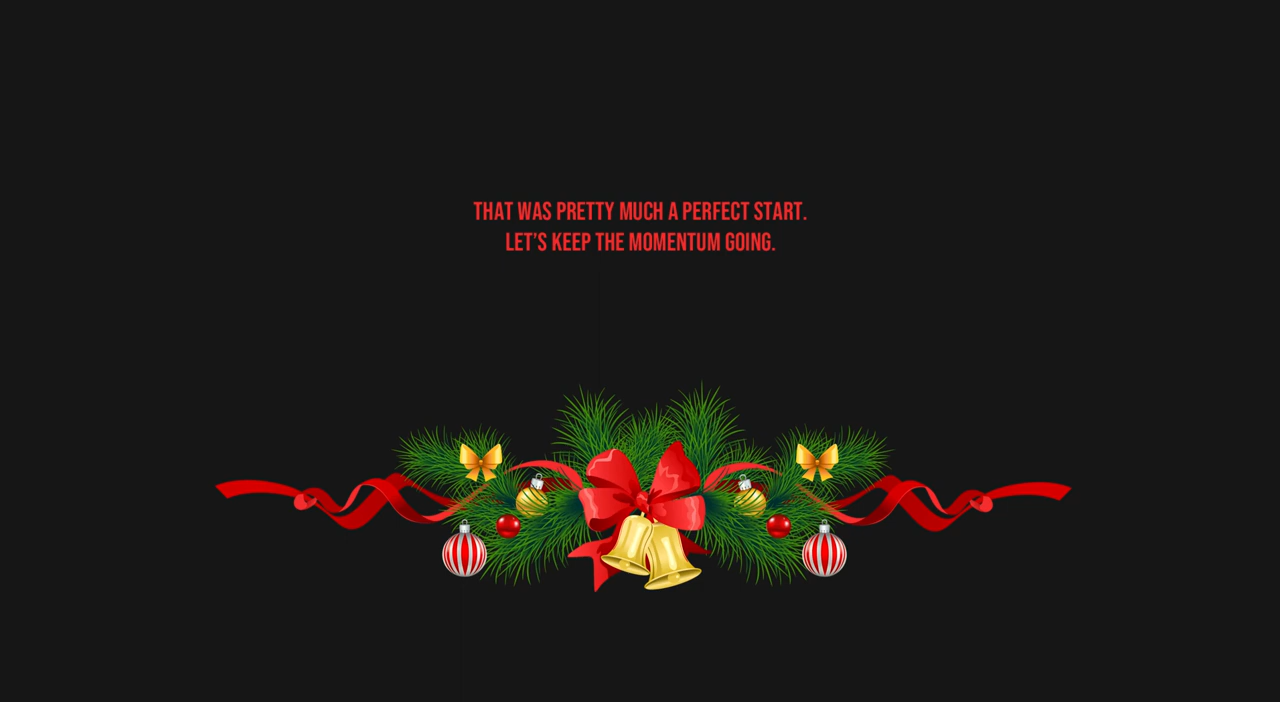 THAT WAS PRETTY MUCH A PERFECT START.
LET'S KEEP THE MOMENTUM GOING.